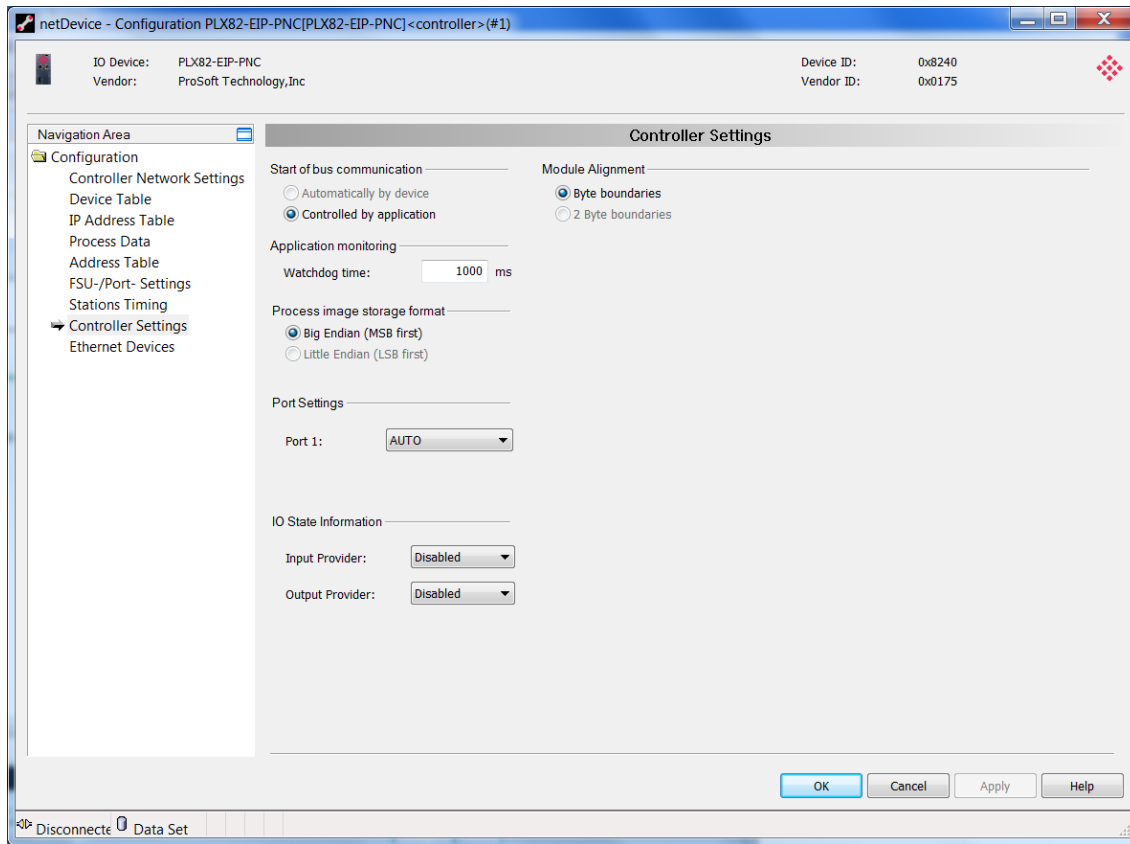 netDevice - Configuration PLX82-EIP-PNC[PLX82-EIP-PNC]<controller>(#1)
IO Device: PLX82-EIP-PNC Device ID: 0x8240
Vendor: ProSoft Technology,Inc Vendor ID: 0x0175
Navigation Area
Configuration
Controller Network Settings
Device Table
IP Address Table
Process Data
Address Table
FSU-/Port- Settings
Stations Timing
Controller Settings
Ethernet Devices
Controller Settings
Start of bus communication
Automatically by device
Controlled by application
Application monitoring
Watchdog time: 1000 ms
Process image storage format
Big Endian (MSB first)
Little Endian (LSB first)
Port Settings
Port 1: AUTO
IO State Information
Input Provider: Disabled
Output Provider: Disabled
Module Alignment
Byte boundaries
2 Byte boundaries
OK Cancel Apply Help
Disconnecte Data Set